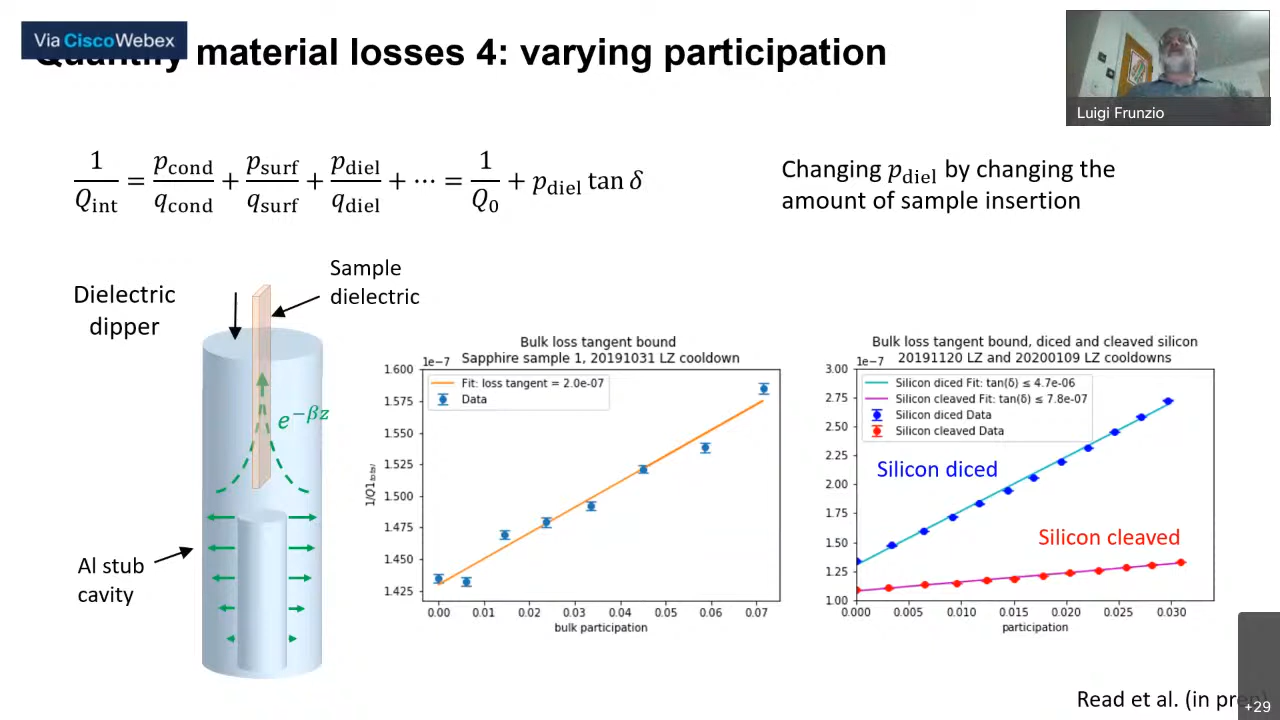 Via Cisco Webex
Quantify material losses 4: varying participation
Luigi Frunzio
1/Q_int = p_cond/q_cond + p_surf/q_surf + p_diel/q_diel + ⋯ = 1/Q_0 + p_diel tan δ
Changing p_diel by changing the
amount of sample insertion
Dielectric
dipper
Sample
dielectric
e^{-βz}
Al stub
cavity
Bulk loss tangent bound
Sapphire sample 1, 20191031 LZ cooldown
1e-7
Fit: loss tangent = 2.0e-07
Data
1.600
1.575
1.550
1.525
1.500
1.475
1.450
1.425
1/Q1_total
0.00 0.01 0.02 0.03 0.04 0.05 0.06 0.07
bulk participation
Bulk loss tangent bound, diced and cleaved silicon
20191120 LZ and 20200109 LZ cooldowns
1e-7
Silicon diced Fit: tan(δ) ≤ 4.7e-06
Silicon cleaved Fit: tan(δ) ≤ 7.8e-07
Silicon diced Data
Silicon cleaved Data
3.00
2.75
2.50
2.25
2.00
1.75
1.50
1.25
1.00
Silicon diced
Silicon cleaved
0.000 0.005 0.010 0.015 0.020 0.025 0.030
participation
Read et al. (in prep)
+29